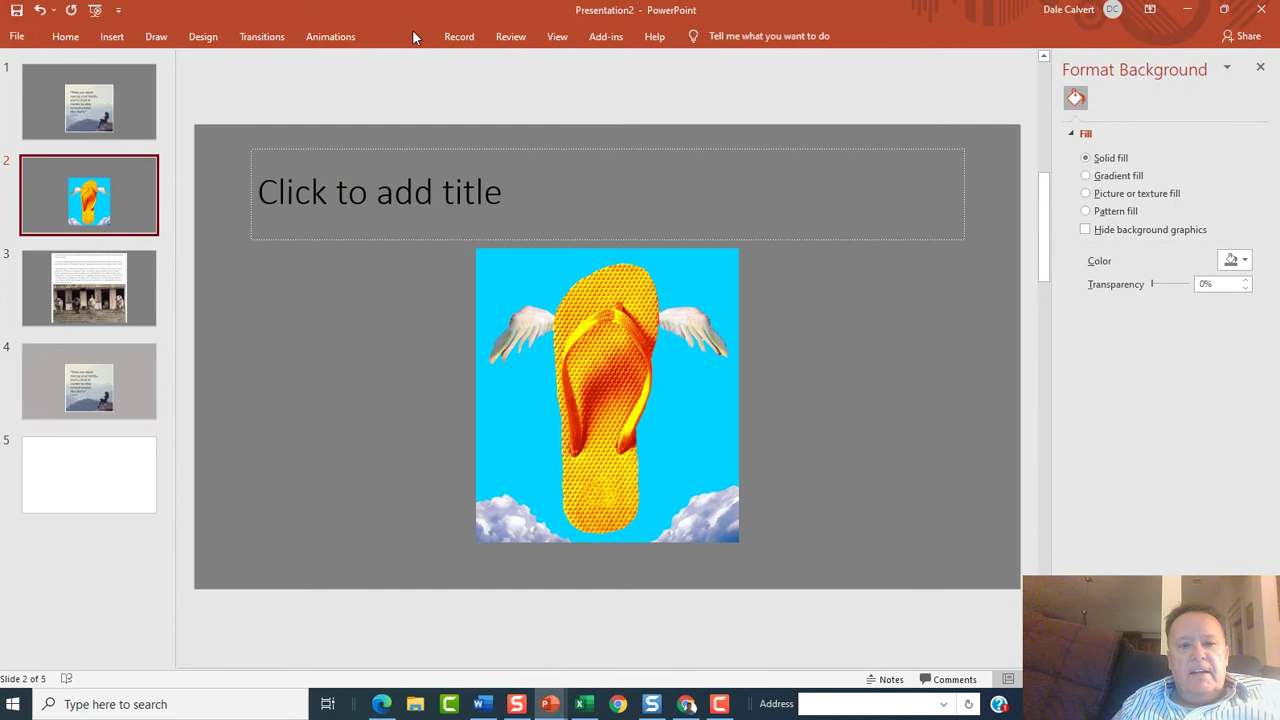 Presentation2 - PowerPoint
Dale Calvert DC
File Home Insert Draw Design Transitions Animations Record Review View Add-ins Help Tell me what you want to do Share
1
2
3
4
5
Click to add title
Format Background
Fill
Solid fill
Gradient fill
Picture or texture fill
Pattern fill
Hide background graphics
Color
Transparency 0%
Slide 2 of 5
Notes Comments
Type here to search
Address